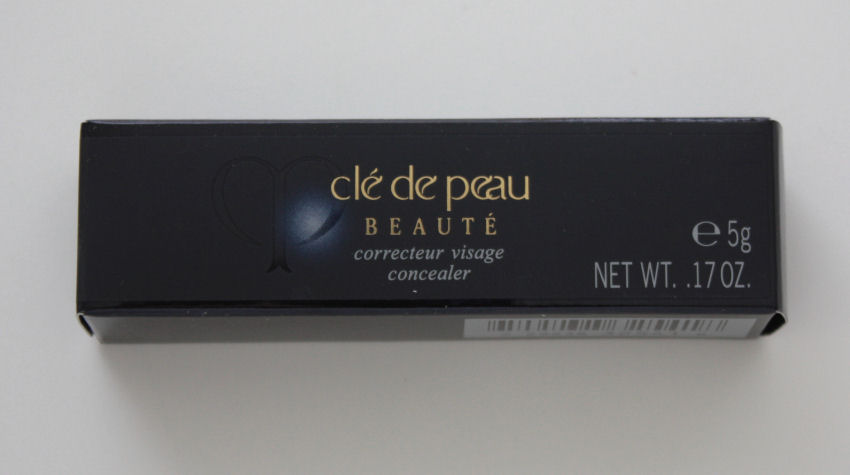 clé de peau
BEAUTÉ
correcteur visage
concealer
℮ 5g
NET WT. .17 OZ.